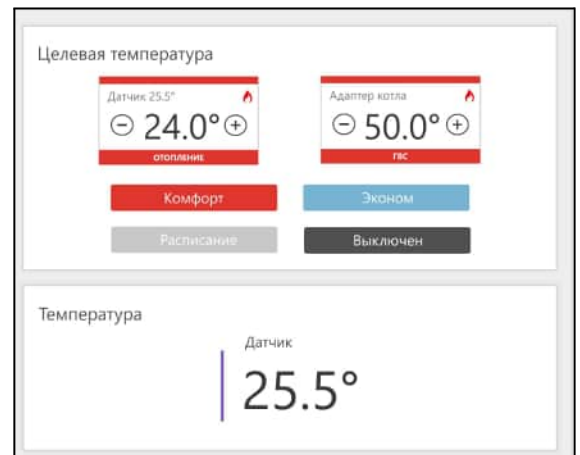 Целевая температура
Датчик 25.5°
24.0°
ОТОПЛЕНИЕ
Адаптер котла
50.0°
ГВС
Комфорт
Эконом
Расписание
Выключен
Температура
Датчик
25.5°